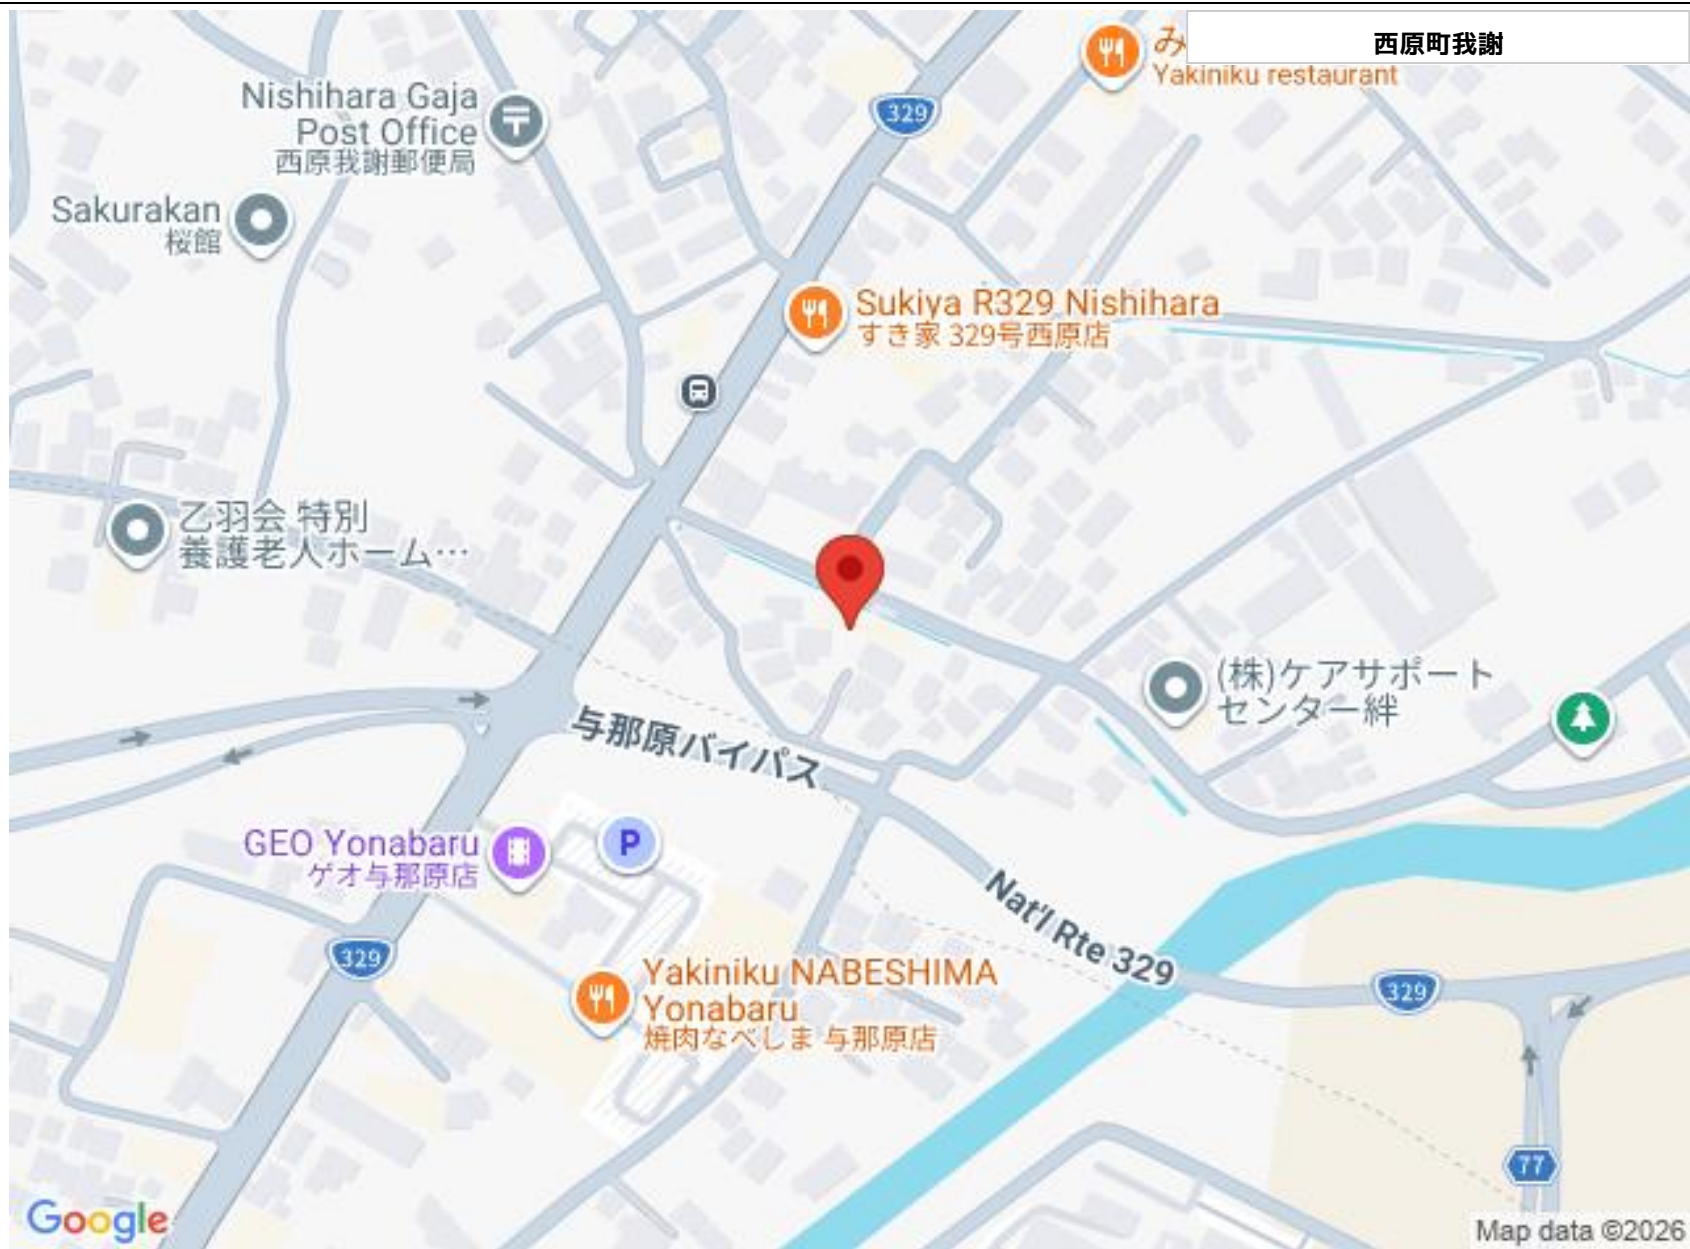 西原町我謝
み
Yakiniku restaurant
Nishihara Gaja
Post Office
西原我謝郵便局
329
Sakurakan
桜館
Sukiya R329 Nishihara
すき家 329号西原店
乙羽会 特別
養護老人ホーム…
(株)ケアサポート
センター絆
与那原バイパス
GEO Yonabaru
ゲオ与那原店
P
Nat'l Rte 329
329
Yakiniku NABESHIMA
Yonabaru
焼肉なべしま 与那原店
329
77
Google
Map data ©2026